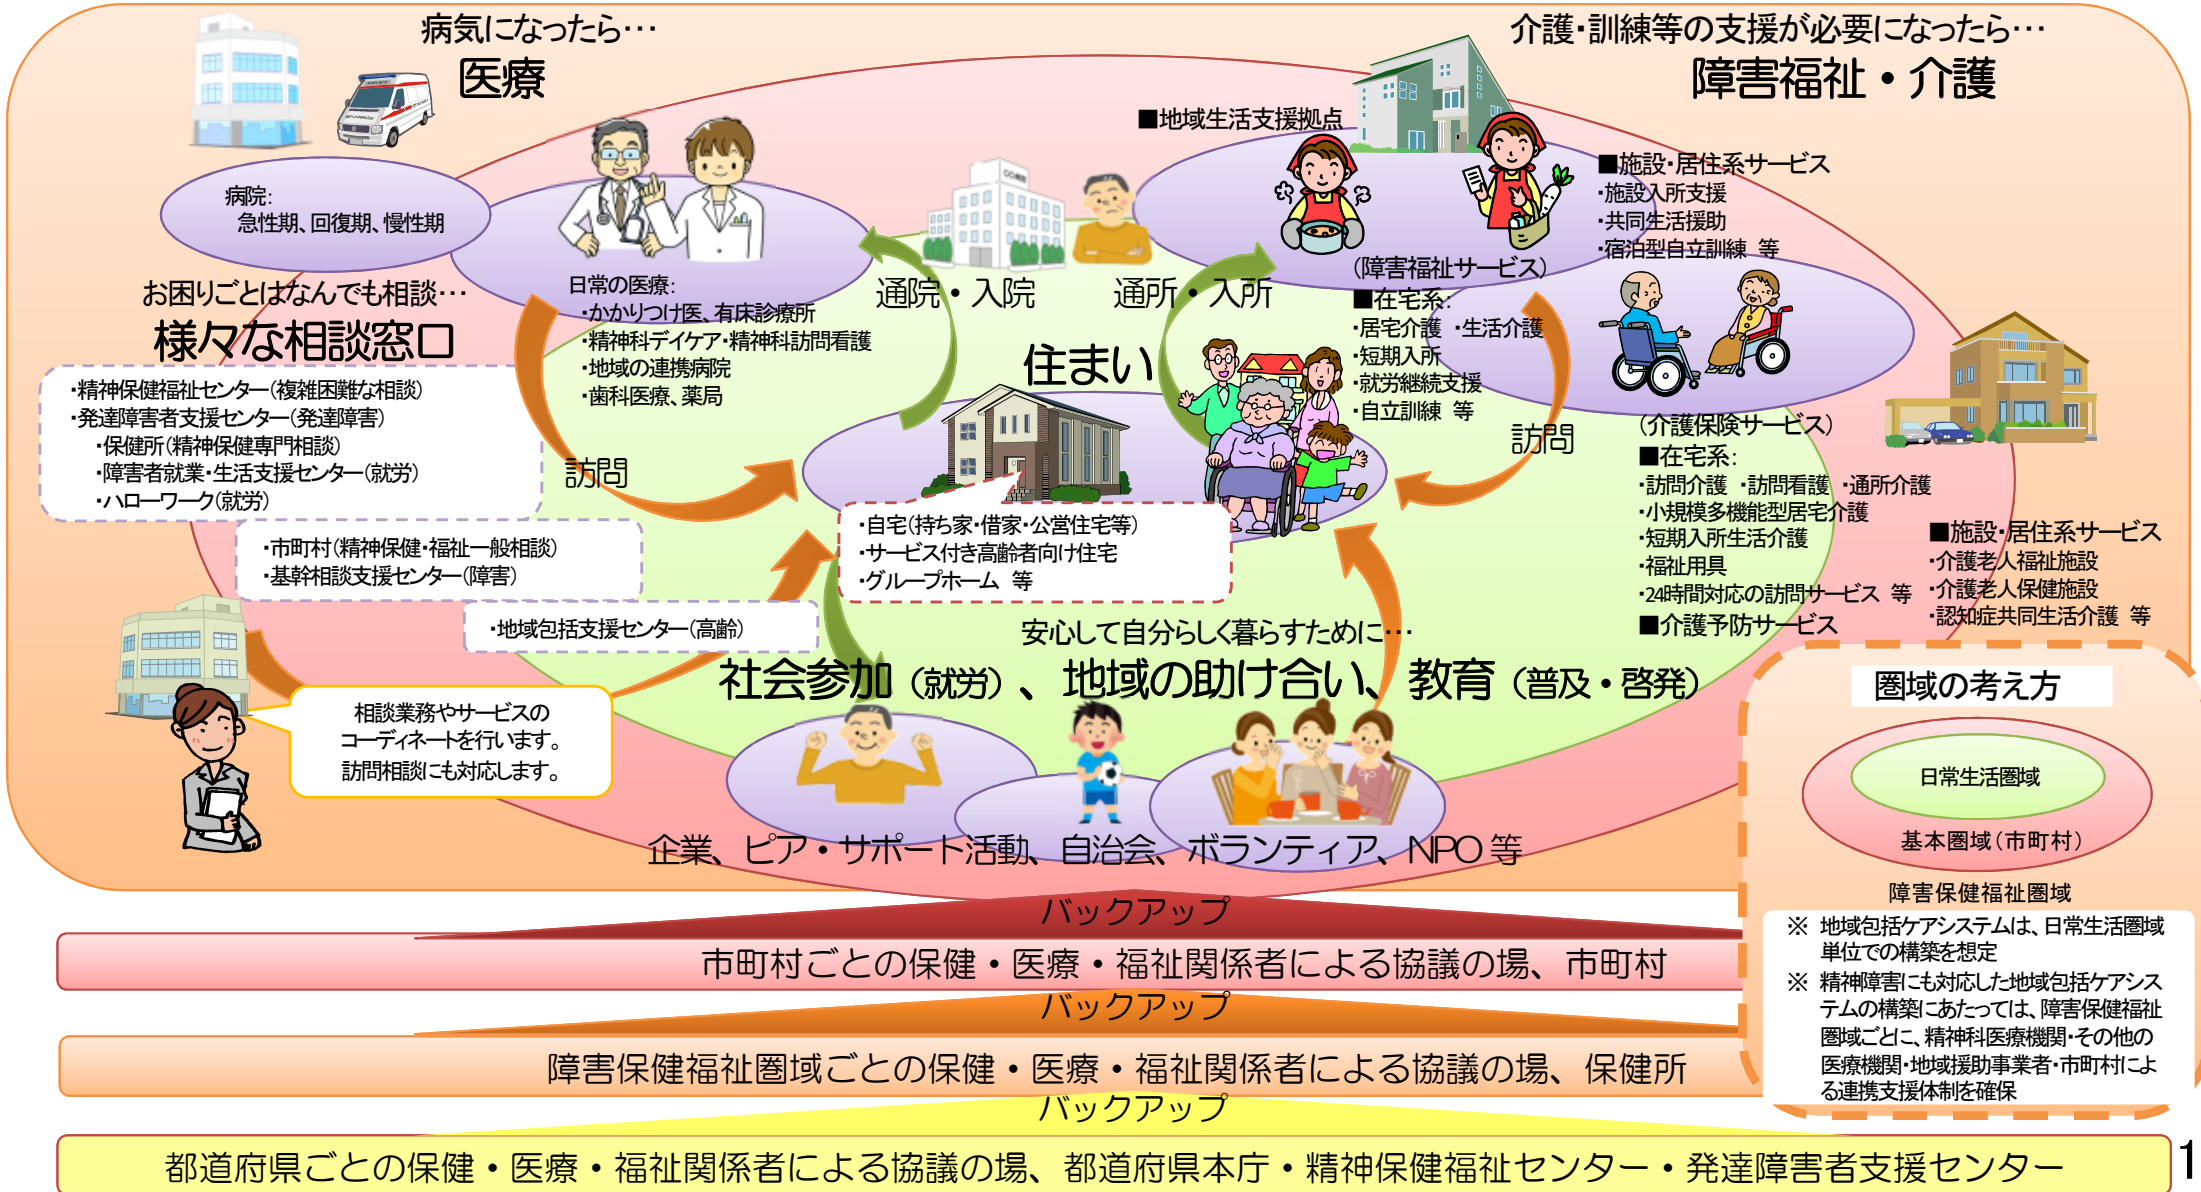 病気になったら…
医療
介護・訓練等の支援が必要になったら…
障害福祉・介護
病院:
急性期、回復期、慢性期
日常の医療:
・かかりつけ医、有床診療所
・精神科デイケア・精神科訪問看護
・地域の連携病院
・歯科医療、薬局
通院・入院
通所・入所
■地域生活支援拠点
■施設・居住系サービス
・施設入所支援
・共同生活援助
・宿泊型自立訓練 等
(障害福祉サービス)
■在宅系:
・居宅介護 ・生活介護
・短期入所
・就労継続支援
・自立訓練 等
訪問
訪問
(介護保険サービス)
■在宅系:
・訪問介護 ・訪問看護 ・通所介護
・小規模多機能型居宅介護
・短期入所生活介護
・福祉用具
・24時間対応の訪問サービス 等
■介護予防サービス
■施設・居住系サービス
・介護老人福祉施設
・介護老人保健施設
・認知症共同生活介護 等
お困りごとはなんでも相談…
様々な相談窓口
・精神保健福祉センター(複雑困難な相談)
・発達障害者支援センター(発達障害)
・保健所(精神保健専門相談)
・障害者就業・生活支援センター(就労)
・ハローワーク(就労)
・市町村(精神保健・福祉一般相談)
・基幹相談支援センター(障害)
・地域包括支援センター(高齢)
相談業務やサービスの
コーディネートを行います。
訪問相談にも対応します。
住まい
・自宅(持ち家・借家・公営住宅等)
・サービス付き高齢者向け住宅
・グループホーム 等
安心して自分らしく暮らすために…
社会参加(就労)、地域の助け合い、教育(普及・啓発)
企業、ピア・サポート活動、自治会、ボランティア、NPO 等
圏域の考え方
日常生活圏域
基本圏域(市町村)
障害保健福祉圏域
※ 地域包括ケアシステムは、日常生活圏域
単位での構築を想定
※ 精神障害にも対応した地域包括ケアシス
テムの構築にあたっては、障害保健福祉
圏域ごとに、精神科医療機関・その他の
医療機関・地域援助事業者・市町村によ
る連携支援体制を確保
バックアップ
市町村ごとの保健・医療・福祉関係者による協議の場、市町村
バックアップ
障害保健福祉圏域ごとの保健・医療・福祉関係者による協議の場、保健所
バックアップ
都道府県ごとの保健・医療・福祉関係者による協議の場、都道府県本庁・精神保健福祉センター・発達障害者支援センター
1